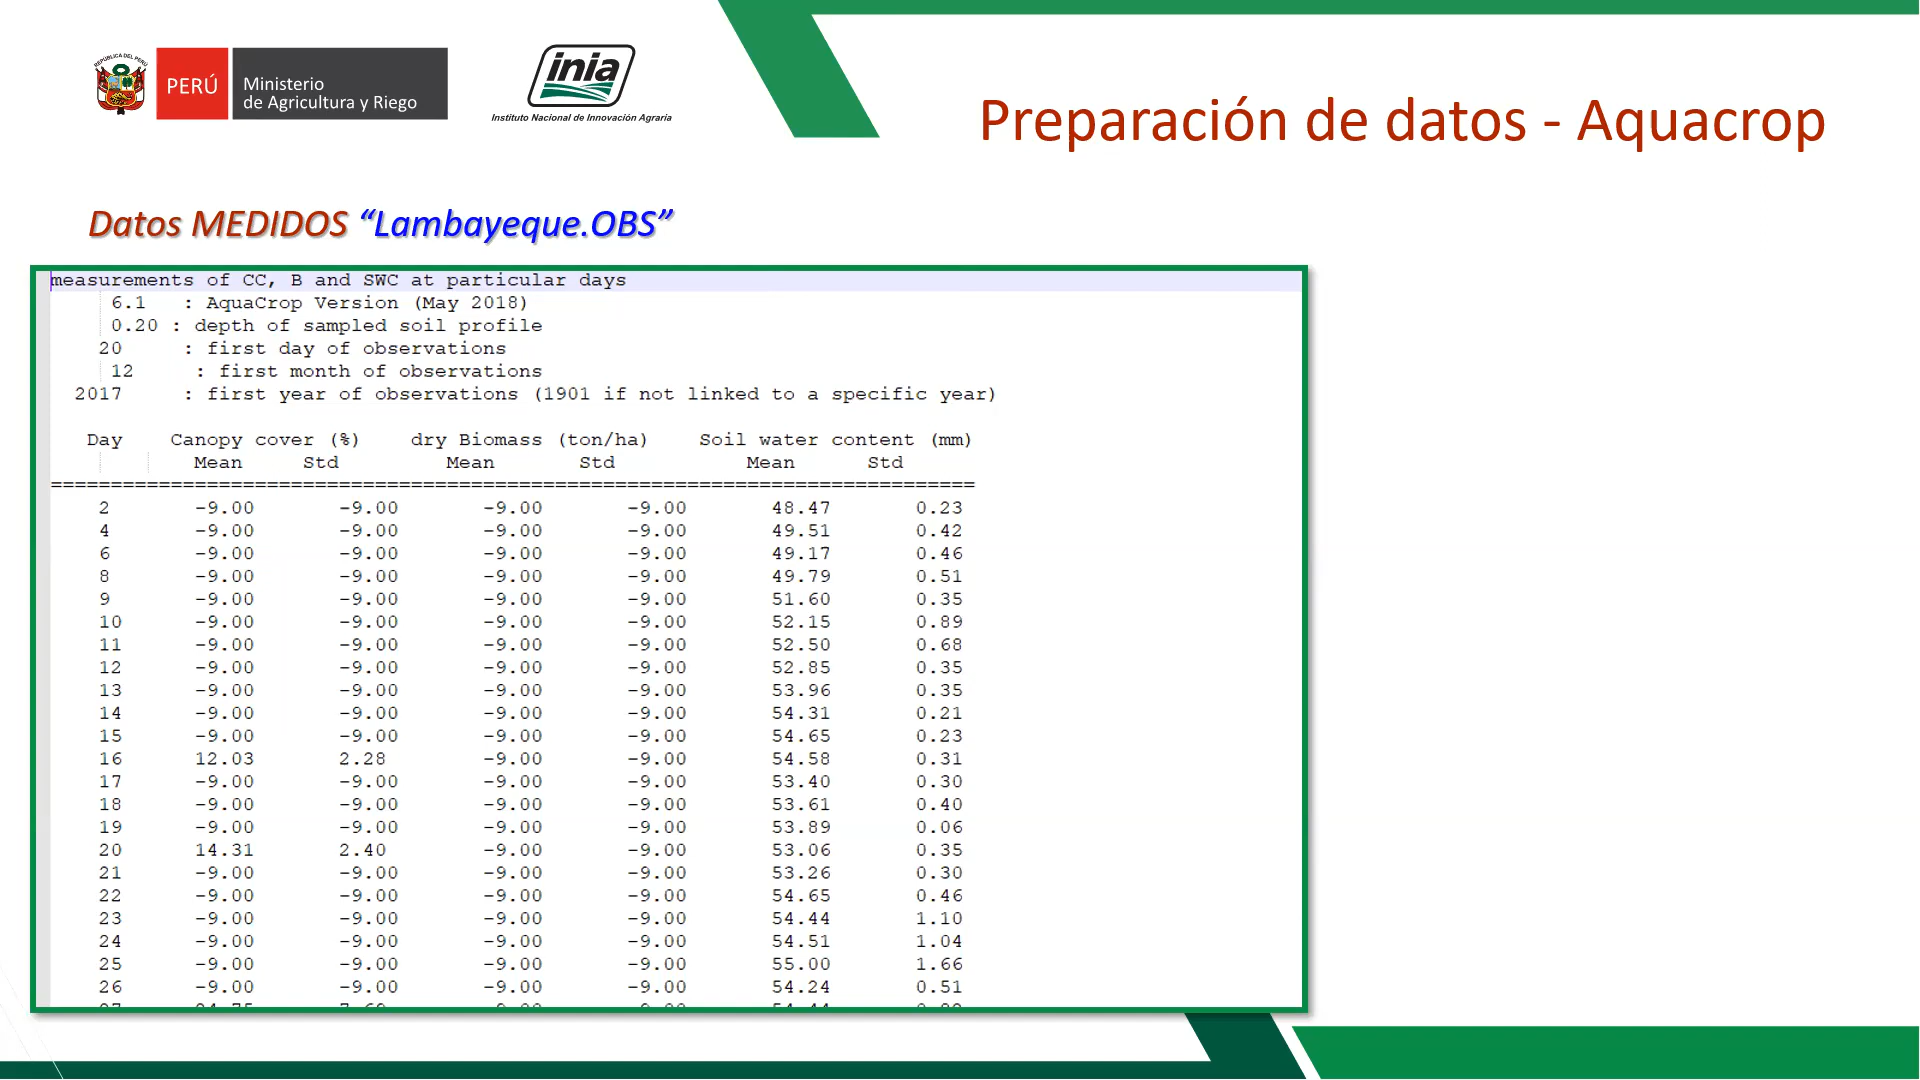 REPÚBLICA DEL PERÚ
PERÚ
Ministerio
de Agricultura y Riego
inia
Instituto Nacional de Innovación Agraria
Preparación de datos - Aquacrop
Datos MEDIDOS “Lambayeque.OBS”
measurements of CC, B and SWC at particular days
6.1 : AquaCrop Version (May 2018)
0.20 : depth of sampled soil profile
20 : first day of observations
12 : first month of observations
2017 : first year of observations (1901 if not linked to a specific year)
Day Canopy cover (%) dry Biomass (ton/ha) Soil water content (mm)
Mean Std Mean Std Mean Std
=============================================================================
2 -9.00 -9.00 -9.00 -9.00 48.47 0.23
4 -9.00 -9.00 -9.00 -9.00 49.51 0.42
6 -9.00 -9.00 -9.00 -9.00 49.17 0.46
8 -9.00 -9.00 -9.00 -9.00 49.79 0.51
9 -9.00 -9.00 -9.00 -9.00 51.60 0.35
10 -9.00 -9.00 -9.00 -9.00 52.15 0.89
11 -9.00 -9.00 -9.00 -9.00 52.50 0.68
12 -9.00 -9.00 -9.00 -9.00 52.85 0.35
13 -9.00 -9.00 -9.00 -9.00 53.96 0.35
14 -9.00 -9.00 -9.00 -9.00 54.31 0.21
15 -9.00 -9.00 -9.00 -9.00 54.65 0.23
16 12.03 2.28 -9.00 -9.00 54.58 0.31
17 -9.00 -9.00 -9.00 -9.00 53.40 0.30
18 -9.00 -9.00 -9.00 -9.00 53.61 0.40
19 -9.00 -9.00 -9.00 -9.00 53.89 0.06
20 14.31 2.40 -9.00 -9.00 53.06 0.35
21 -9.00 -9.00 -9.00 -9.00 53.26 0.30
22 -9.00 -9.00 -9.00 -9.00 54.65 0.46
23 -9.00 -9.00 -9.00 -9.00 54.44 1.10
24 -9.00 -9.00 -9.00 -9.00 54.51 1.04
25 -9.00 -9.00 -9.00 -9.00 55.00 1.66
26 -9.00 -9.00 -9.00 -9.00 54.24 0.51